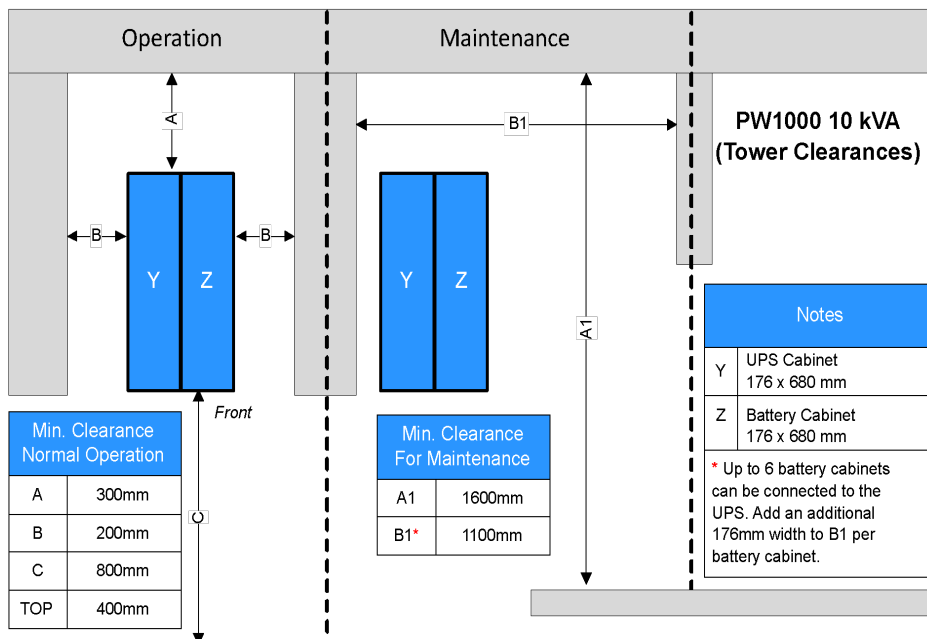 Operation
Maintenance
A
B1
PW1000 10 kVA
(Tower Clearances)
B
B
Y
Z
Y
Z
A1
Front
C
Min. Clearance
Normal Operation
A 300mm
B 200mm
C 800mm
TOP 400mm
Min. Clearance
For Maintenance
A1 1600mm
B1* 1100mm
Notes
Y UPS Cabinet
176 x 680 mm
Z Battery Cabinet
176 x 680 mm
* Up to 6 battery cabinets
can be connected to the
UPS. Add an additional
176mm width to B1 per
battery cabinet.